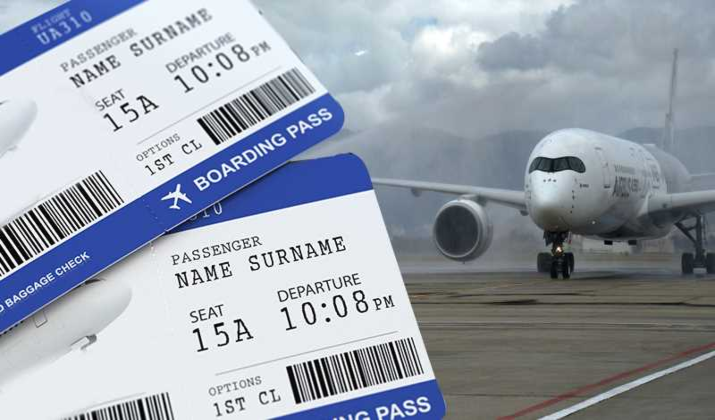 FLIGHT
UA310
PASSENGER
NAME SURNAME
SEAT
15A
DEPARTURE
10:08 PM
OPTIONS
1ST CL
BOARDING PASS
BAGGAGE CHECK
PASSENGER
NAME SURNAME
SEAT
15A
DEPARTURE
10:08 PM
OPTIONS
1ST CL
PASS